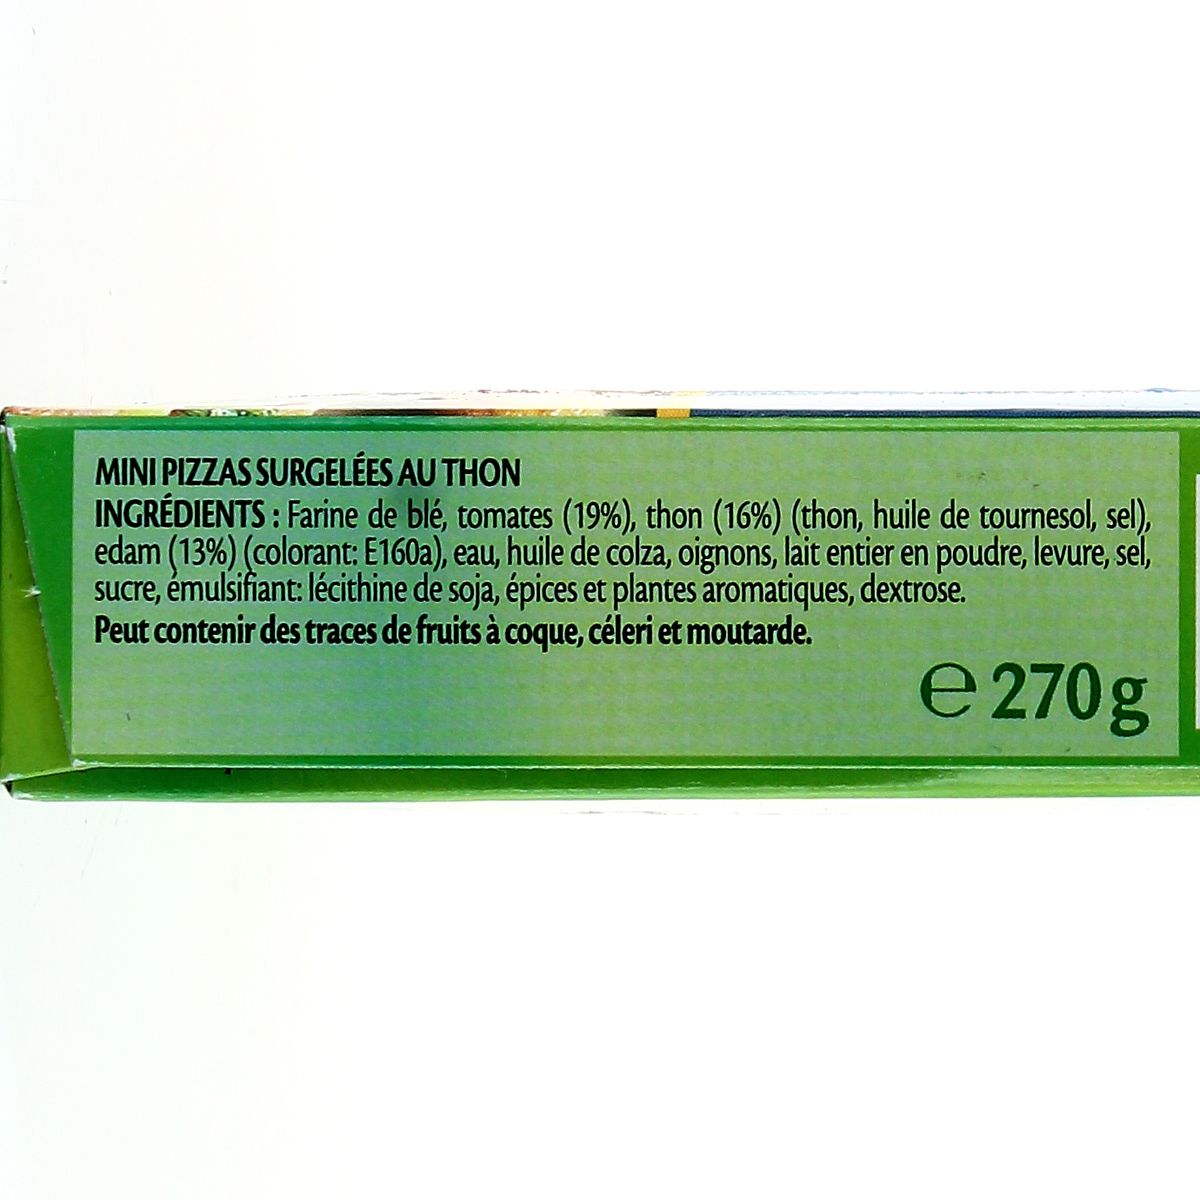 MINI PIZZAS SURGELÉES AU THON
INGRÉDIENTS : Farine de blé, tomates (19%), thon (16%) (thon, huile de tournesol, sel),
edam (13%) (colorant: E160a), eau, huile de colza, oignons, lait entier en poudre, levure, sel,
sucre, émulsifiant: lécithine de soja, épices et plantes aromatiques, dextrose.
Peut contenir des traces de fruits à coque, céleri et moutarde.
℮ 270 g